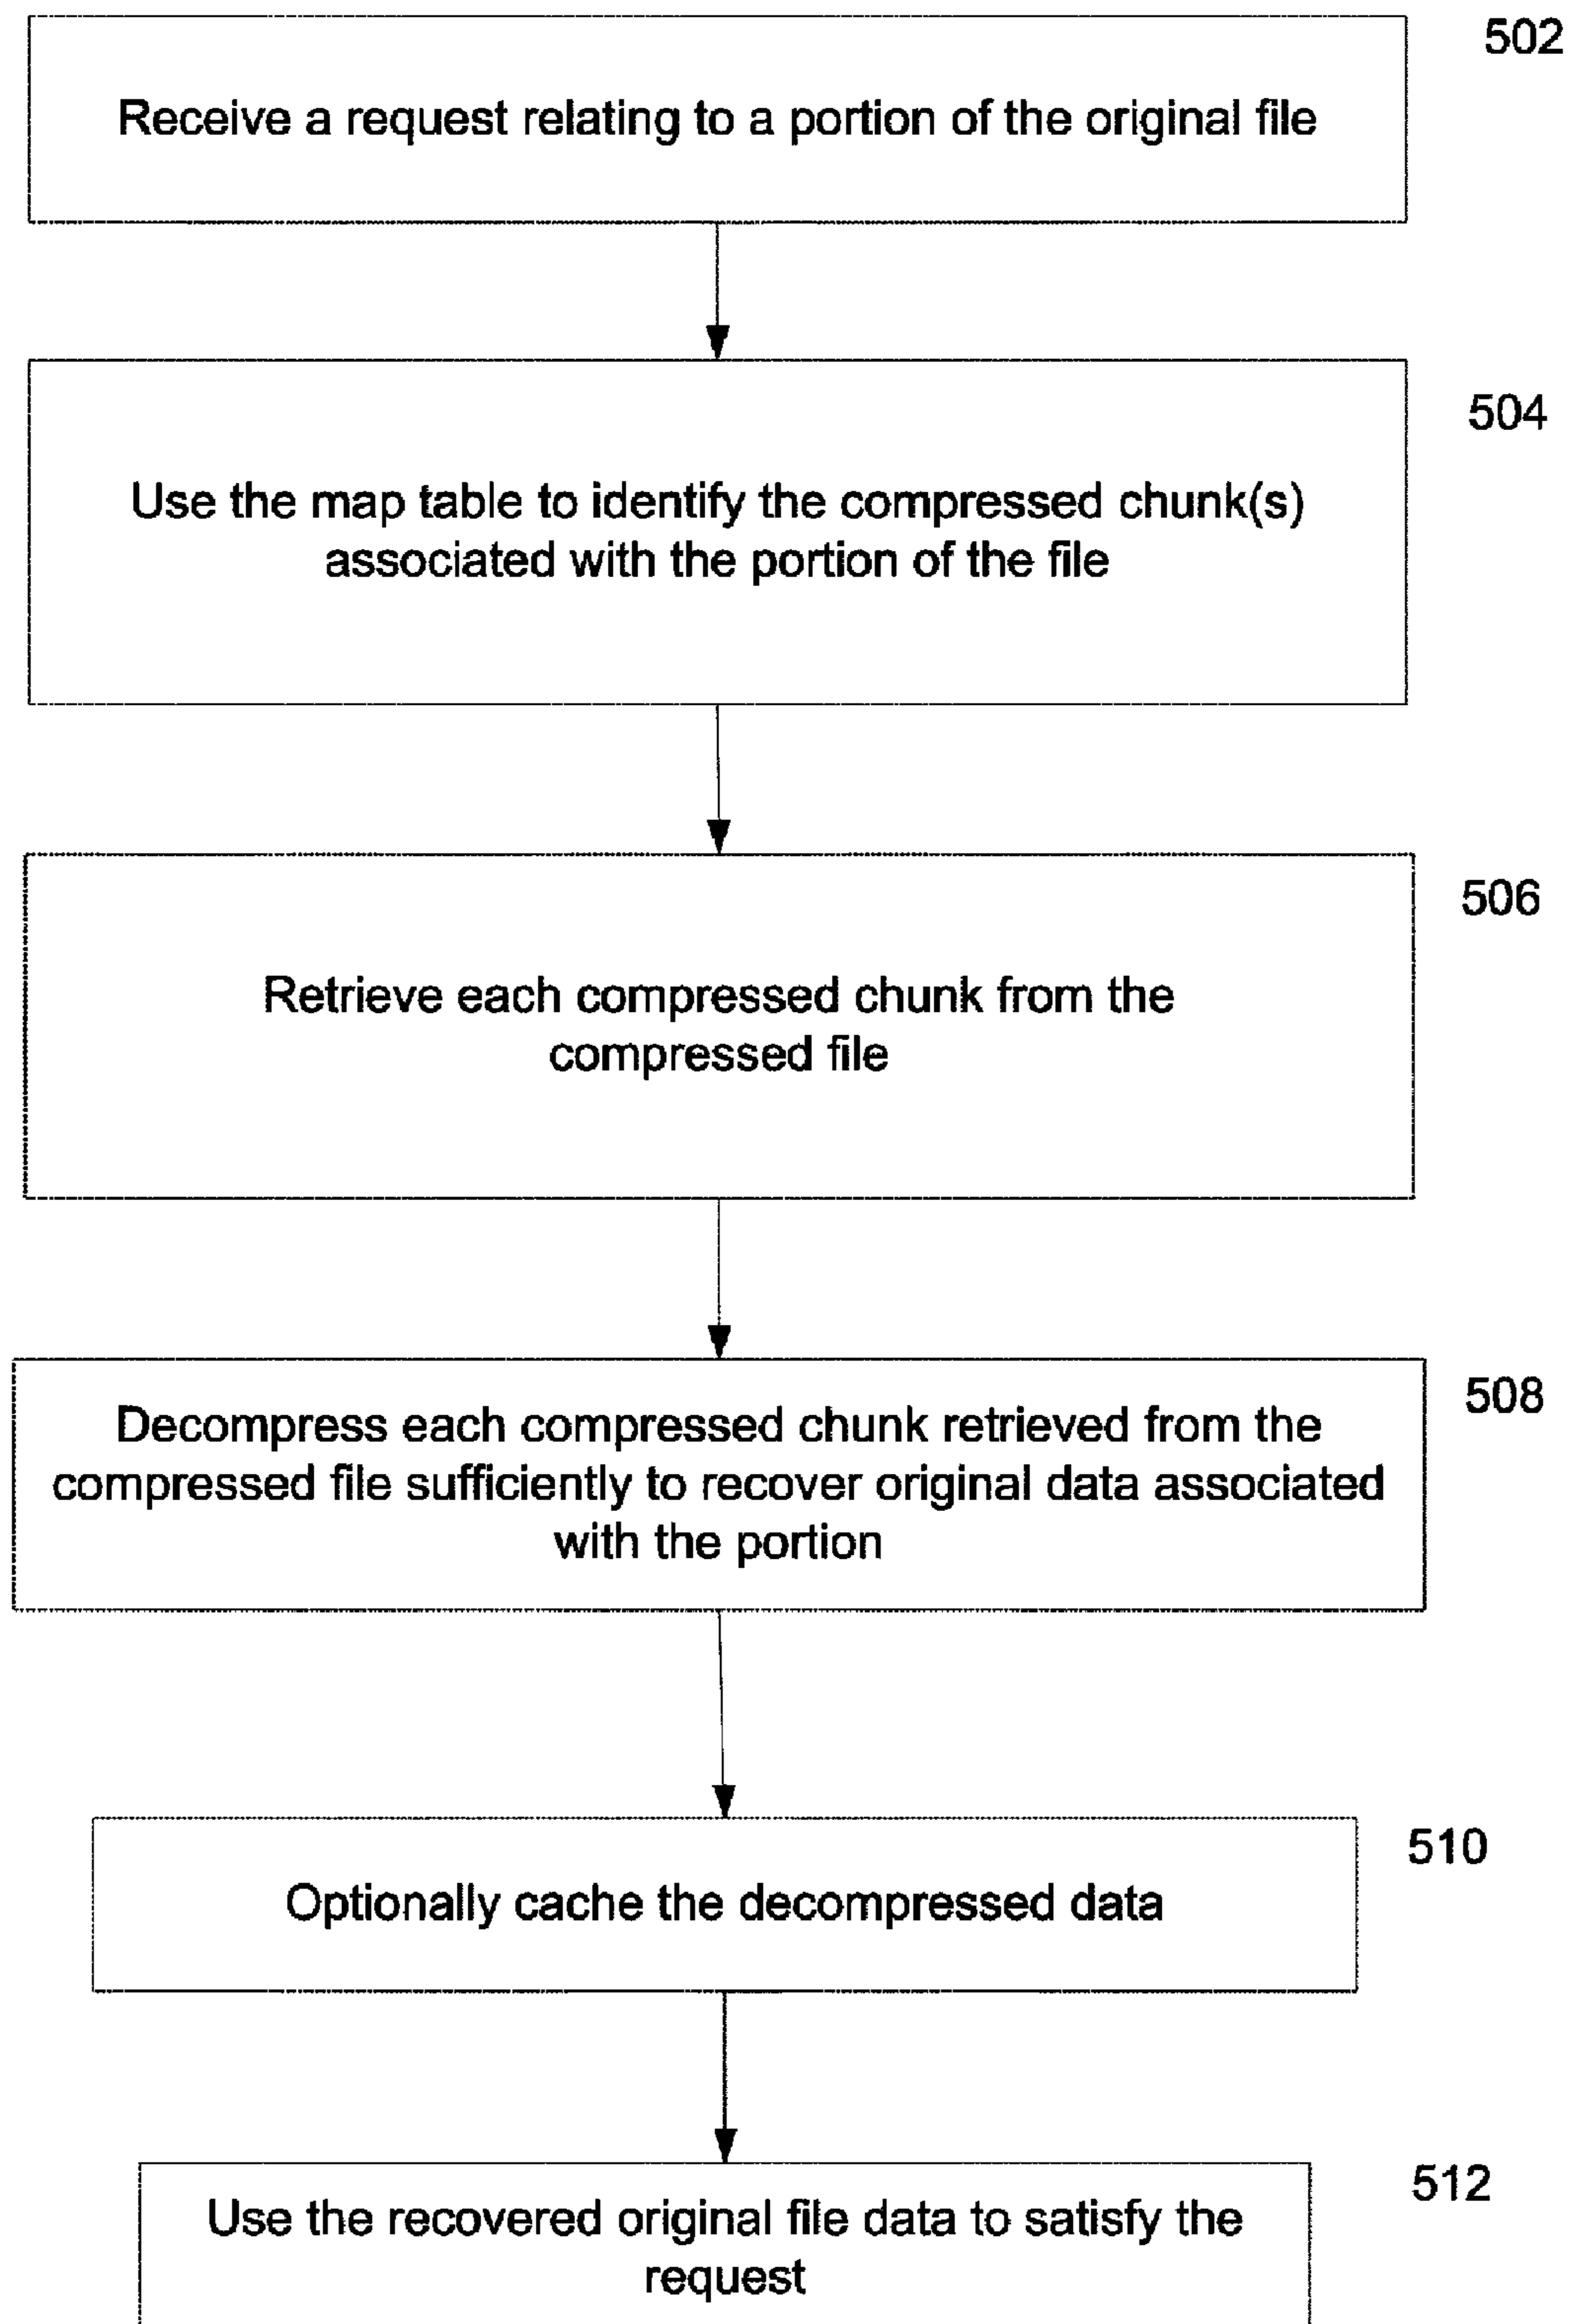 502
Receive a request relating to a portion of the original file
504
Use the map table to identify the compressed chunk(s)
associated with the portion of the file
506
Retrieve each compressed chunk from the
compressed file
508
Decompress each compressed chunk retrieved from the
compressed file sufficiently to recover original data associated
with the portion
510
Optionally cache the decompressed data
512
Use the recovered original file data to satisfy the
request